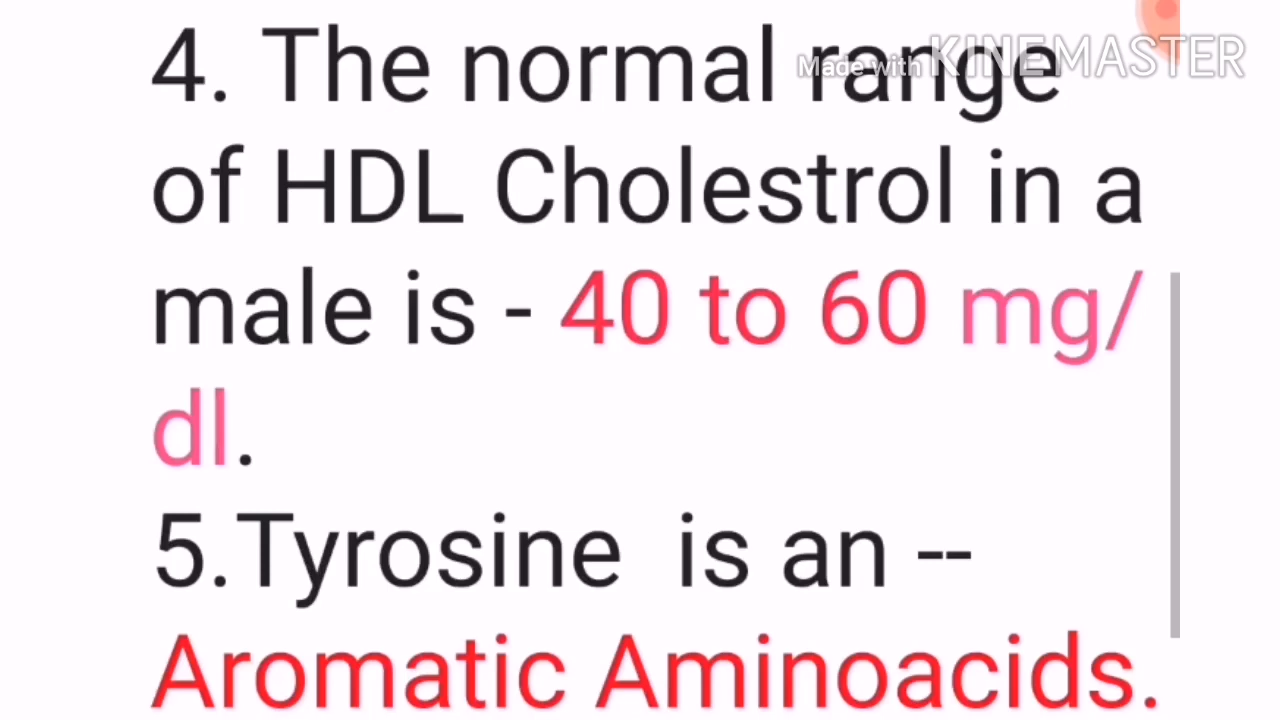 4. The normal range
Made with KINEMASTER
of HDL Cholestrol in a
male is - 40 to 60 mg/
dl.
5.Tyrosine is an --
Aromatic Aminoacids.